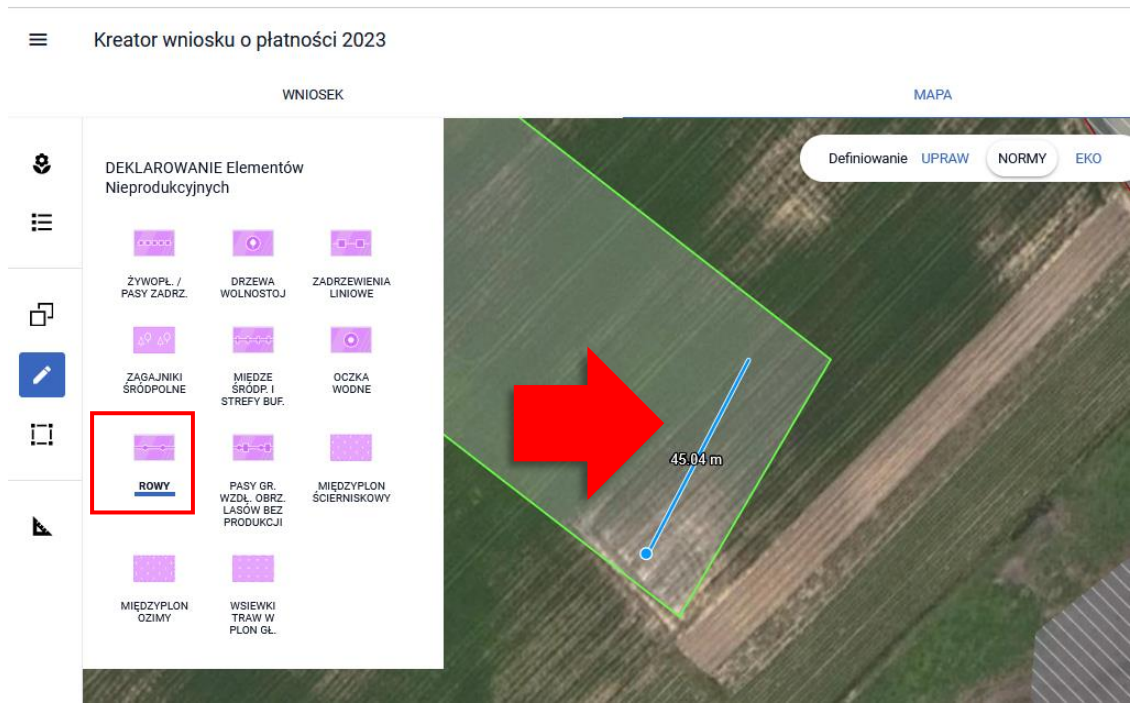 Kreator wniosku o płatności 2023
WNIOSEK
MAPA
DEKLAROWANIE Elementów
Nieprodukcyjnych
Definiowanie UPRAW NORMY EKO
ŻYWOPŁ. /
PASY ZADRZ.
DRZEWA
WOLNOSTOJ
ZADRZEWIENIA
LINIOWE
ZAGAJNIKI
ŚRÓDPOLNE
MIEDZE
ŚRÓDP. I
STREFY BUF.
OCZKA
WODNE
ROWY
PASY GR.
WZDŁ. OBRZ.
LASÓW BEZ
PRODUKCJI
MIĘDZYPLON
ŚCIERNISKOWY
MIĘDZYPLON
OZIMY
WSIEWKI
TRAW W
PLON GŁ.
45.04 m